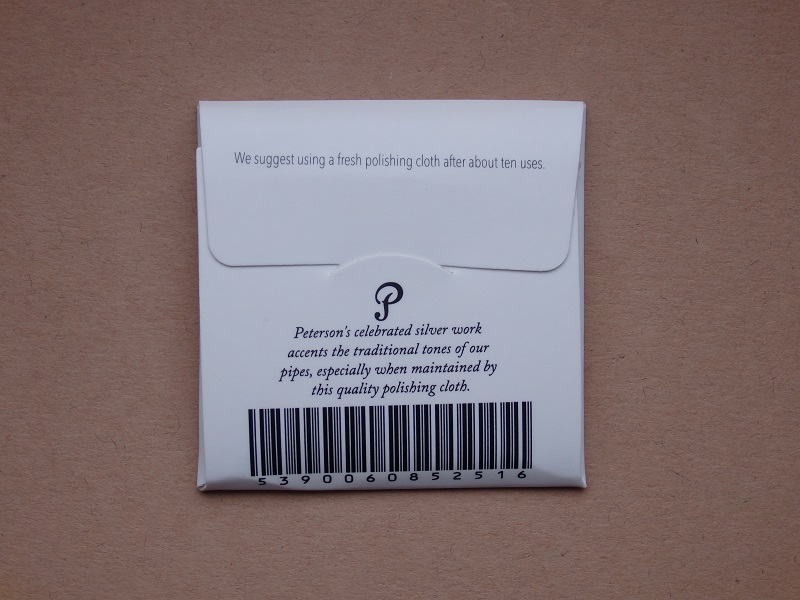 We suggest using a fresh polishing cloth after about ten uses.
P
Peterson's celebrated silver work
accents the traditional tones of our
pipes, especially when maintained by
this quality polishing cloth.
5390060852516